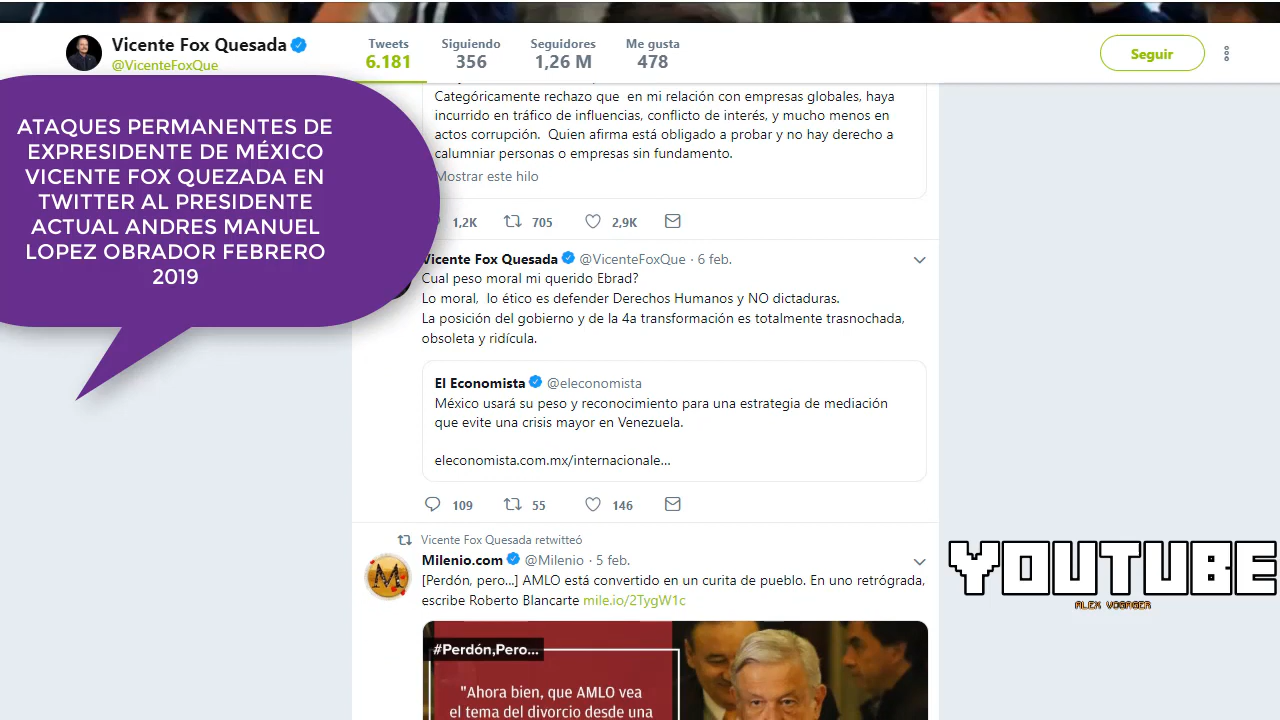 Vicente Fox Quesada
@VicenteFoxQue
Tweets
6.181
Siguiendo
356
Seguidores
1,26 M
Me gusta
478
Seguir
ATAQUES PERMANENTES DE
EXPRESIDENTE DE MÉXICO
VICENTE FOX QUEZADA EN
TWITTER AL PRESIDENTE
ACTUAL ANDRES MANUEL
LOPEZ OBRADOR FEBRERO
2019
Categóricamente rechazo que en mi relación con empresas globales, haya
incurrido en tráfico de influencias, conflicto de interés, y mucho menos en
actos corrupción. Quien afirma está obligado a probar y no hay derecho a
calumniar personas o empresas sin fundamento.
Mostrar este hilo
1,2K 705 2,9K
Vicente Fox Quesada @VicenteFoxQue · 6 feb.
Cual peso moral mi querido Ebrad?
Lo moral, lo ético es defender Derechos Humanos y NO dictaduras.
La posición del gobierno y de la 4a transformación es totalmente trasnochada,
obsoleta y ridícula.
El Economista @eleconomista
México usará su peso y reconocimiento para una estrategia de mediación
que evite una crisis mayor en Venezuela.
eleconomista.com.mx/internacionale...
109 55 146
Vicente Fox Quesada retwitteó
Milenio.com @Milenio · 5 feb.
[Perdón, pero...] AMLO está convertido en un curita de pueblo. En uno retrógrada,
escribe Roberto Blancarte mile.io/2TygW1c
M
#Perdón,Pero...
"Ahora bien, que AMLO vea
el tema del divorcio desde una
YOUTUBE
ALEX VOGAGER